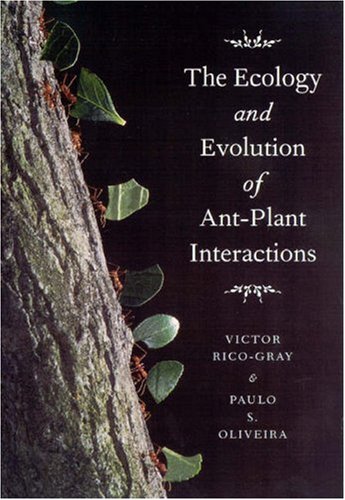 The Ecology
and
Evolution
of
Ant-Plant
Interactions
VICTOR
RICO-GRAY
&
PAULO
S.
OLIVEIRA